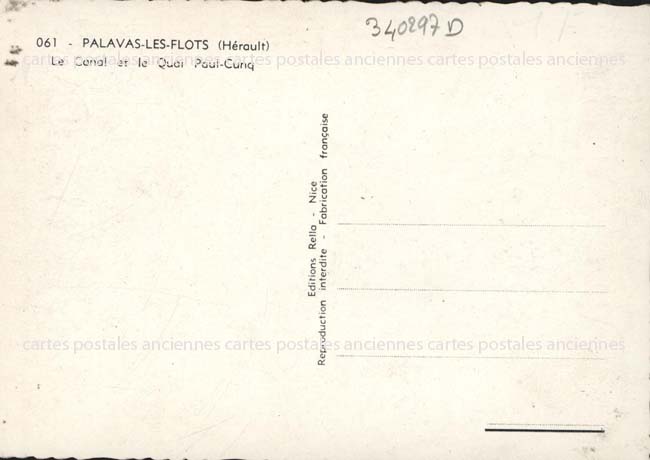 340297D
061 - PALAVAS-LES-FLOTS (Hérault)
cartes postales anciennes cartes postales anciennes cartes postales anciennes
Le Canal et le Quai Paul-Cunq
Editions Rella - Nice
Reproduction interdite - Fabrication française
cartes postales anciennes cartes postales anciennes cartes postales anciennes